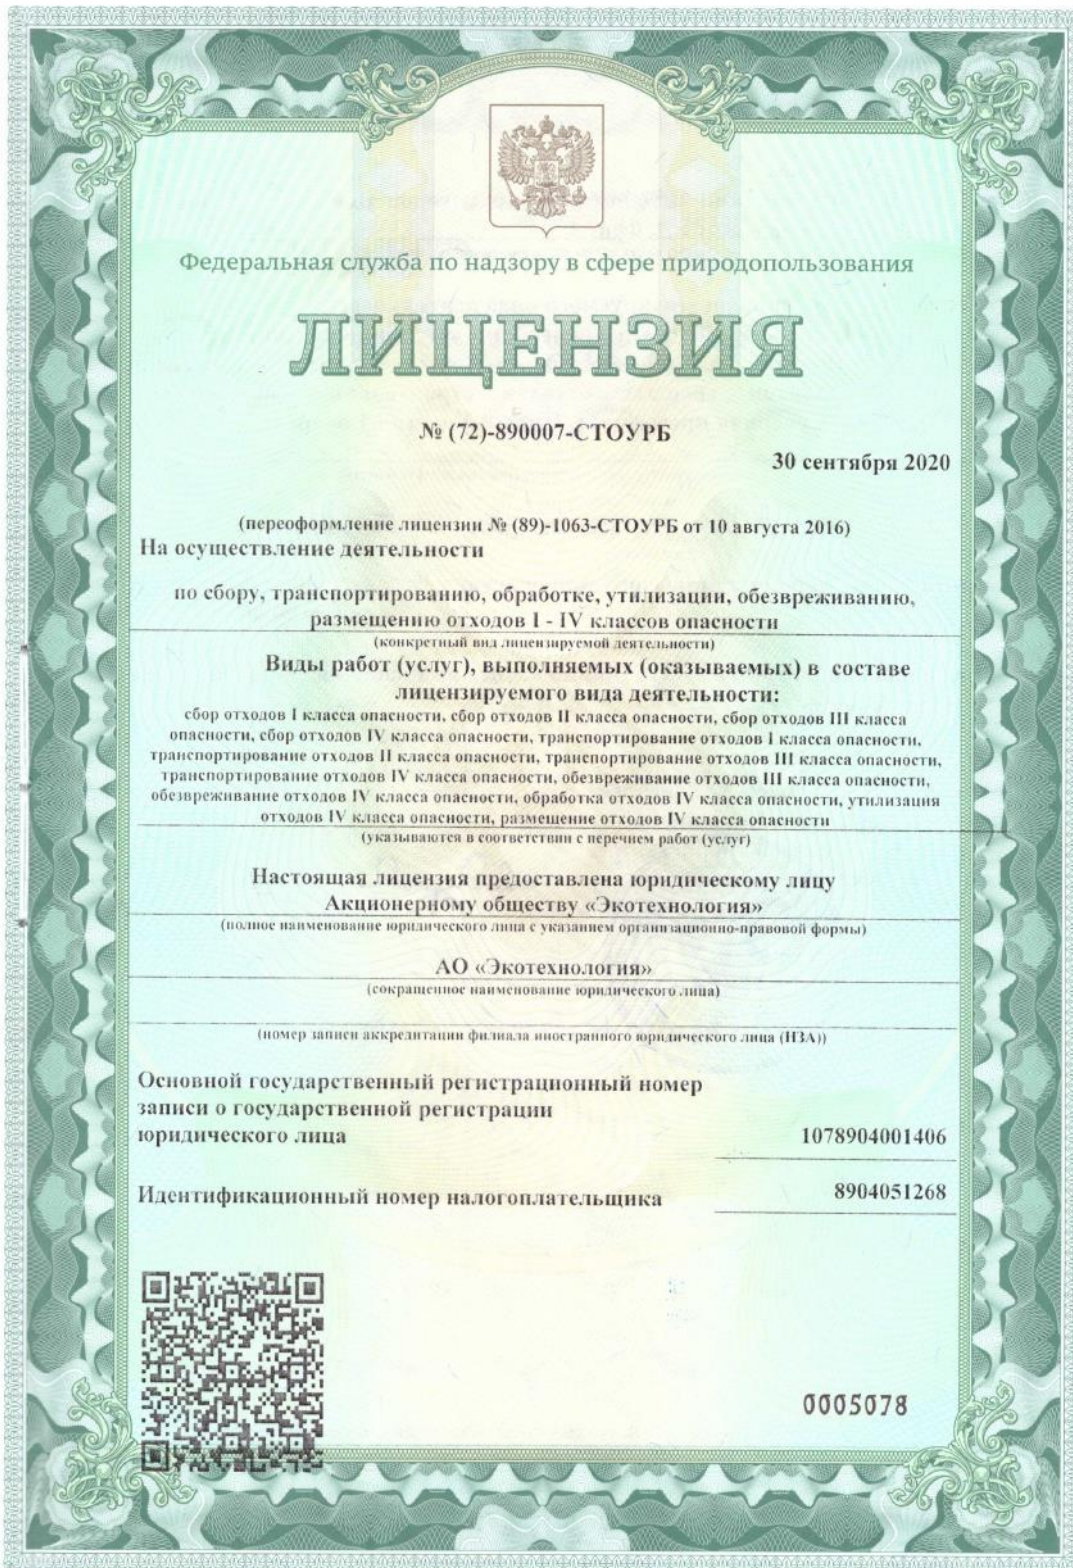 Федеральная служба по надзору в сфере природопользования
ЛИЦЕНЗИЯ
№ (72)-890007-СТОУРБ
30 сентября 2020
(переоформление лицензии № (89)-1063-СТОУРБ от 10 августа 2016)
На осуществление деятельности
по сбору, транспортированию, обработке, утилизации, обезвреживанию,
размещению отходов I - IV классов опасности
(конкретный вид лицензируемой деятельности)
Виды работ (услуг), выполняемых (оказываемых) в составе
лицензируемого вида деятельности:
сбор отходов I класса опасности, сбор отходов II класса опасности, сбор отходов III класса
опасности, сбор отходов IV класса опасности, транспортирование отходов I класса опасности,
транспортирование отходов II класса опасности, транспортирование отходов III класса опасности,
транспортирование отходов IV класса опасности, обезвреживание отходов III класса опасности,
обезвреживание отходов IV класса опасности, обработка отходов IV класса опасности, утилизация
отходов IV класса опасности, размещение отходов IV класса опасности
(указываются в соответствии с перечнем работ (услуг)
Настоящая лицензия предоставлена юридическому лицу
Акционерному обществу «Экотехнология»
(полное наименование юридического лица с указанием организационно-правовой формы)
АО «Экотехнология»
(сокращенное наименование юридического лица)
(номер записи аккредитации филиала иностранного юридического лица (НЗА))
Основной государственный регистрационный номер
записи о государственной регистрации
юридического лица 1078904001406
Идентификационный номер налогоплательщика 8904051268
0005078